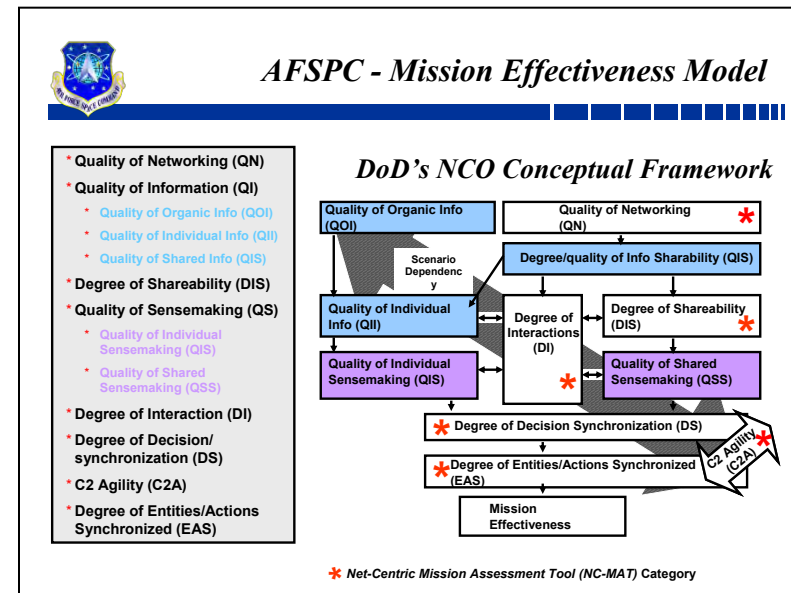 AFSPC - Mission Effectiveness Model
AIR FORCE SPACE COMMAND
* Quality of Networking (QN)
* Quality of Information (QI)
* Quality of Organic Info (QOI)
* Quality of Individual Info (QII)
* Quality of Shared Info (QIS)
* Degree of Shareability (DIS)
* Quality of Sensemaking (QS)
* Quality of Individual
Sensemaking (QIS)
* Quality of Shared
Sensemaking (QSS)
* Degree of Interaction (DI)
* Degree of Decision/
synchronization (DS)
* C2 Agility (C2A)
* Degree of Entities/Actions
Synchronized (EAS)
DoD's NCO Conceptual Framework
Quality of Organic Info
(QOI)
Quality of Networking
(QN)
*
Scenario
Dependenc
y
Degree/quality of Info Sharability (QIS)
Quality of Individual
Info (QII)
Degree of
Interactions
(DI)
*
Degree of Shareability
(DIS)
*
Quality of Individual
Sensemaking (QIS)
Quality of Shared
Sensemaking (QSS)
* Degree of Decision Synchronization (DS)
C2 Agility
(C2A)
*
* Degree of Entities/Actions Synchronized
(EAS)
Mission
Effectiveness
* Net-Centric Mission Assessment Tool (NC-MAT) Category